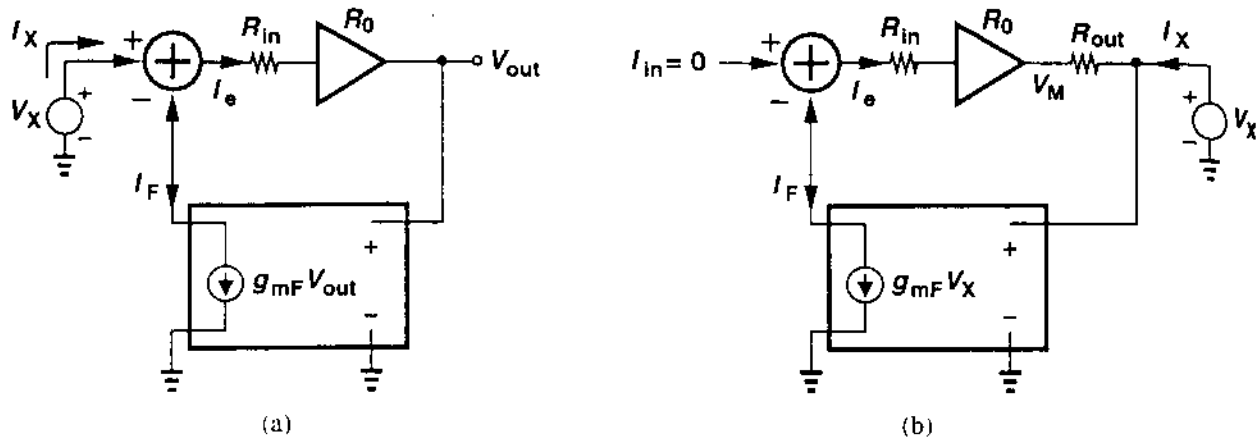 I_X
+
R_in
R_0
V_out
−
I_e
V_X
+
−
I_F
+
g_mF V_out
−
(a)
I_in = 0
+
R_in
R_0
R_out
I_X
−
I_e
V_M
+
−
V_X
I_F
+
g_mF V_X
−
(b)